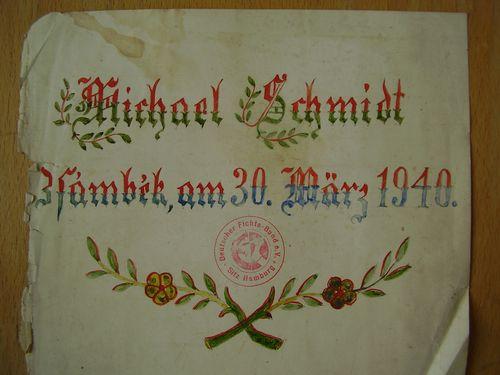 Michael Schmidt
Zsámbék, am 30. März 1940.
Deutscher Fichte-Bund e.V.
Sitz Hamburg